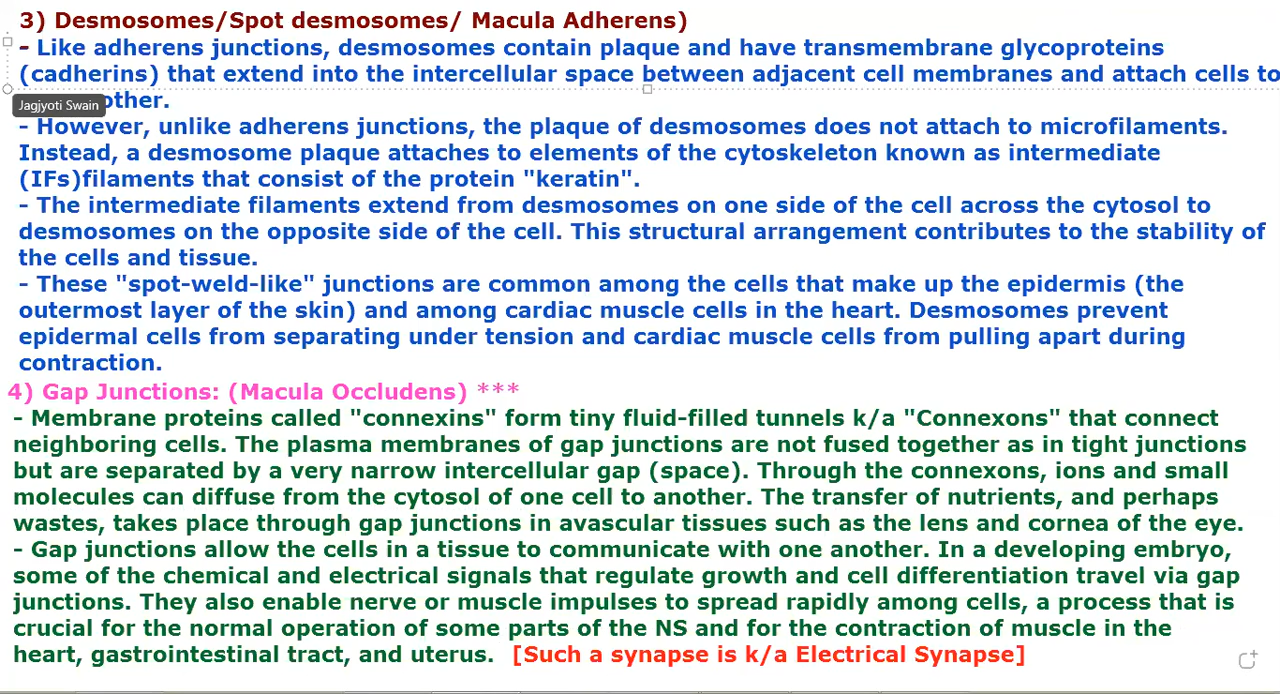 3) Desmosomes/Spot desmosomes/ Macula Adherens)
- Like adherens junctions, desmosomes contain plaque and have transmembrane glycoproteins
(cadherins) that extend into the intercellular space between adjacent cell membranes and attach cells to
Jagjyoti Swain other.
- However, unlike adherens junctions, the plaque of desmosomes does not attach to microfilaments.
Instead, a desmosome plaque attaches to elements of the cytoskeleton known as intermediate
(IFs)filaments that consist of the protein "keratin".
- The intermediate filaments extend from desmosomes on one side of the cell across the cytosol to
desmosomes on the opposite side of the cell. This structural arrangement contributes to the stability of
the cells and tissue.
- These "spot-weld-like" junctions are common among the cells that make up the epidermis (the
outermost layer of the skin) and among cardiac muscle cells in the heart. Desmosomes prevent
epidermal cells from separating under tension and cardiac muscle cells from pulling apart during
contraction.
4) Gap Junctions: (Macula Occludens) ***
- Membrane proteins called "connexins" form tiny fluid-filled tunnels k/a "Connexons" that connect
neighboring cells. The plasma membranes of gap junctions are not fused together as in tight junctions
but are separated by a very narrow intercellular gap (space). Through the connexons, ions and small
molecules can diffuse from the cytosol of one cell to another. The transfer of nutrients, and perhaps
wastes, takes place through gap junctions in avascular tissues such as the lens and cornea of the eye.
- Gap junctions allow the cells in a tissue to communicate with one another. In a developing embryo,
some of the chemical and electrical signals that regulate growth and cell differentiation travel via gap
junctions. They also enable nerve or muscle impulses to spread rapidly among cells, a process that is
crucial for the normal operation of some parts of the NS and for the contraction of muscle in the
heart, gastrointestinal tract, and uterus. [Such a synapse is k/a Electrical Synapse]